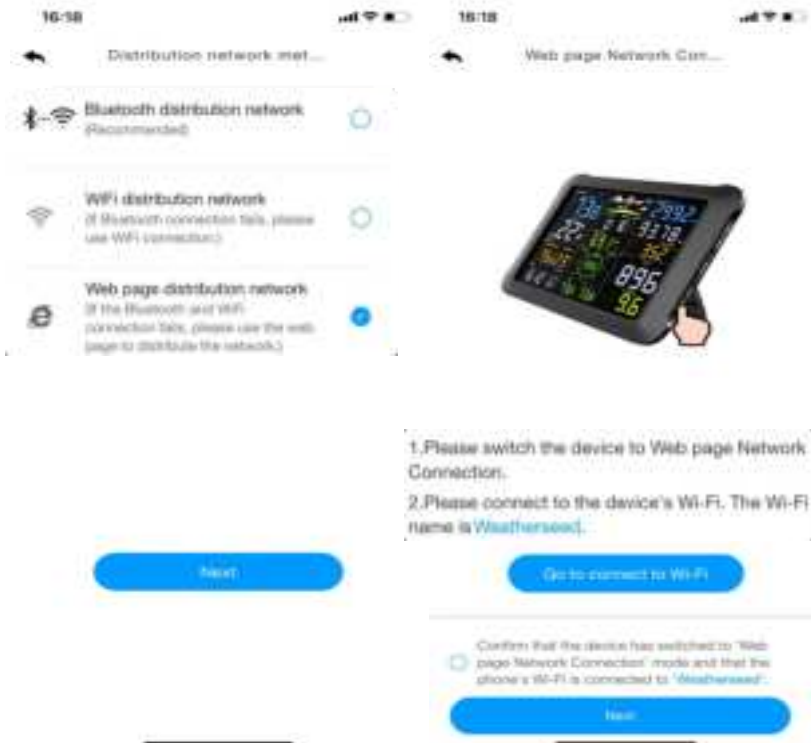 16:18
Distribution network met...
Bluetooth distribution network
(Recommended)
WiFi distribution network
(If Bluetooth connection fails, please
use WiFi connection.)
Web page distribution network
(If the Bluetooth and WiFi
connection fails, please use the web
page to distribute the network.)
Next
16:18
Web page Network Con...
896
9.6
1.Please switch the device to Web page Network
Connection.
2.Please connect to the device's Wi-Fi. The Wi-Fi
name is Weatherseed.
Go to connect to Wi-Fi
Confirm that the device has switched to "Web
page Network Connection" mode and that the
phone's Wi-Fi is connected to "Weatherseed".
Next